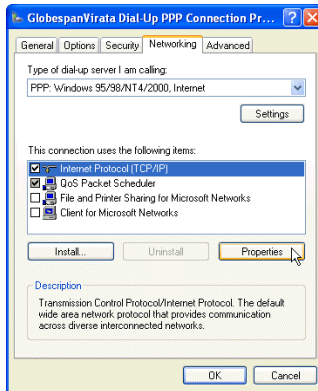 GlobespanVirata Dial-Up PPP Connection Pr...
General Options Security Networking Advanced
Type of dial-up server I am calling:
PPP: Windows 95/98/NT4/2000, Internet
Settings
This connection uses the following items:
Internet Protocol (TCP/IP)
QoS Packet Scheduler
File and Printer Sharing for Microsoft Networks
Client for Microsoft Networks
Install... Uninstall Properties
Description
Transmission Control Protocol/Internet Protocol. The default
wide area network protocol that provides communication
across diverse interconnected networks.
OK Cancel